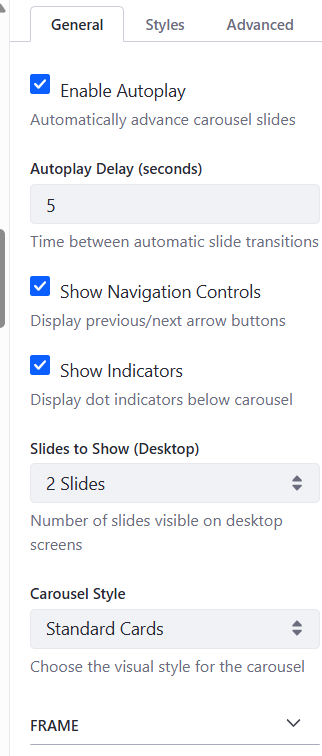 General Styles Advanced
Enable Autoplay
Automatically advance carousel slides
Autoplay Delay (seconds)
5
Time between automatic slide transitions
Show Navigation Controls
Display previous/next arrow buttons
Show Indicators
Display dot indicators below carousel
Slides to Show (Desktop)
2 Slides
Number of slides visible on desktop
screens
Carousel Style
Standard Cards
Choose the visual style for the carousel
FRAME